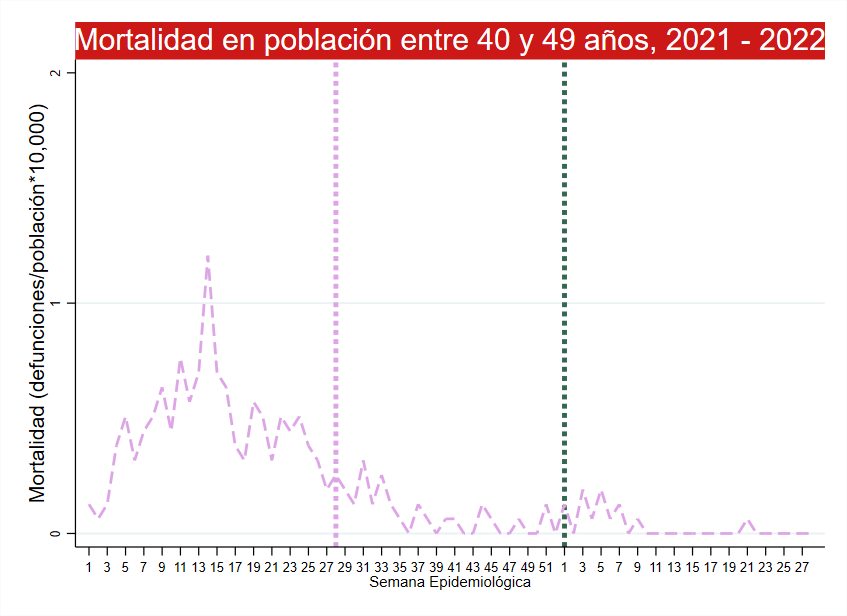 Mortalidad en población entre 40 y 49 años, 2021 - 2022
Mortalidad (defunciones/población*10,000)
2
1
0
1 3 5 7 9 11 13 15 17 19 21 23 25 27 29 31 33 35 37 39 41 43 45 47 49 51 1 3 5 7 9 11 13 15 17 19 21 23 25 27
Semana Epidemiológica